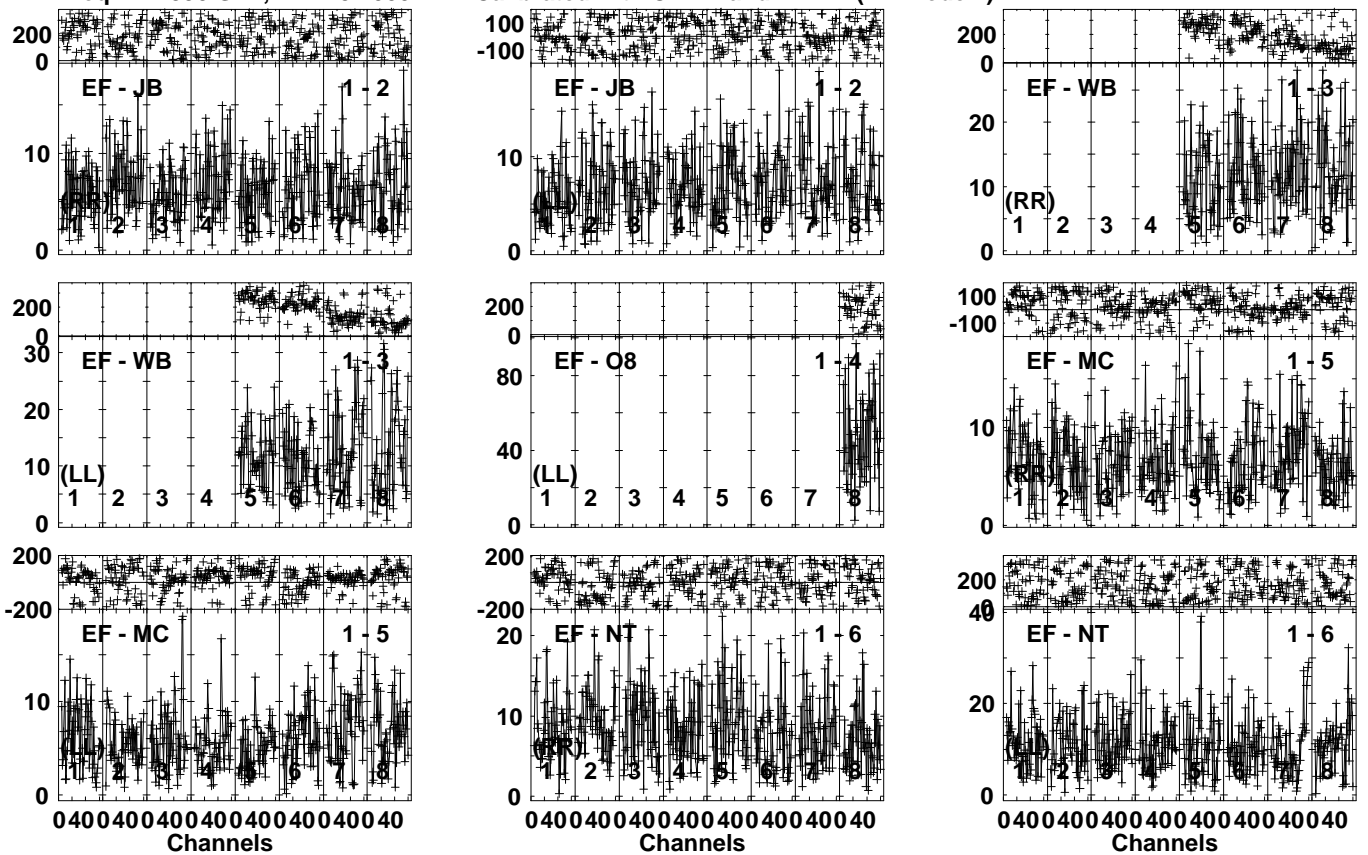 200 0 EF - JB 1 - 2 10 0 (RR) 1 2 3 4 5 6 7 8
100 -100 EF - JB 1 - 2 10 0 (LL) 1 2 3 4 5 6 7 8
200 0 EF - WB 1 - 3 20 10 0 (RR) 1 2 3 4 5 6 7 8
200 0 EF - WB 1 - 3 30 20 10 0 (LL) 1 2 3 4 5 6 7 8
200 0 EF - O8 1 - 4 80 40 0 (LL) 1 2 3 4 5 6 7 8
100 -100 EF - MC 1 - 5 10 0 (RR) 1 2 3 4 5 6 7 8
200 -200 EF - MC 1 - 5 10 0 (LL) 1 2 3 4 5 6 7 8
200 -200 EF - NT 1 - 6 20 10 0 (RR) 1 2 3 4 5 6 7 8
200 0 EF - NT 1 - 6 40 20 0 (LL) 1 2 3 4 5 6 7 8
0 40 0 40 0 40 0 40 0 40 0 40 0 40 0 40
0 40 0 40 0 40 0 40 0 40 0 40 0 40 0 40
0 40 0 40 0 40 0 40 0 40 0 40 0 40 0 40
Channels
Channels
Channels